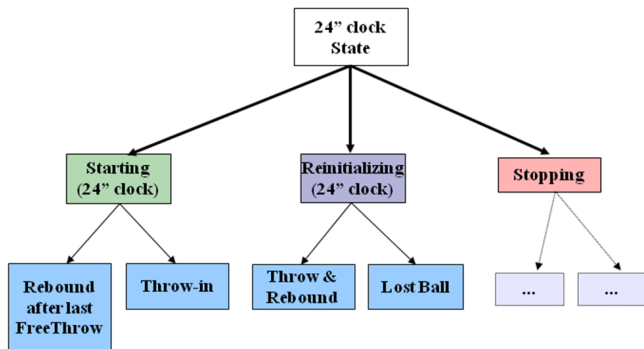 24” clock
State
Starting
(24” clock)
Reinitializing
(24” clock)
Stopping
Rebound
after last
FreeThrow
Throw-in
Throw &
Rebound
Lost Ball
...
...